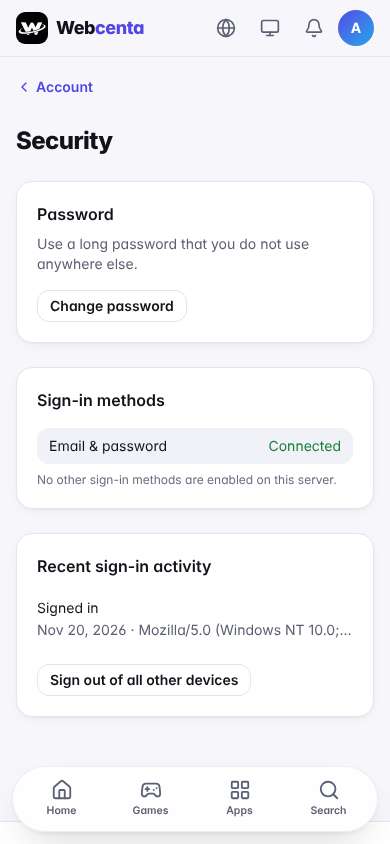 Webcenta
A
Account
Security
Password
Use a long password that you do not use
anywhere else.
Change password
Sign-in methods
Email & password
Connected
No other sign-in methods are enabled on this server.
Recent sign-in activity
Signed in
Nov 20, 2026 · Mozilla/5.0 (Windows NT 10.0;...
Sign out of all other devices
Home
Games
Apps
Search